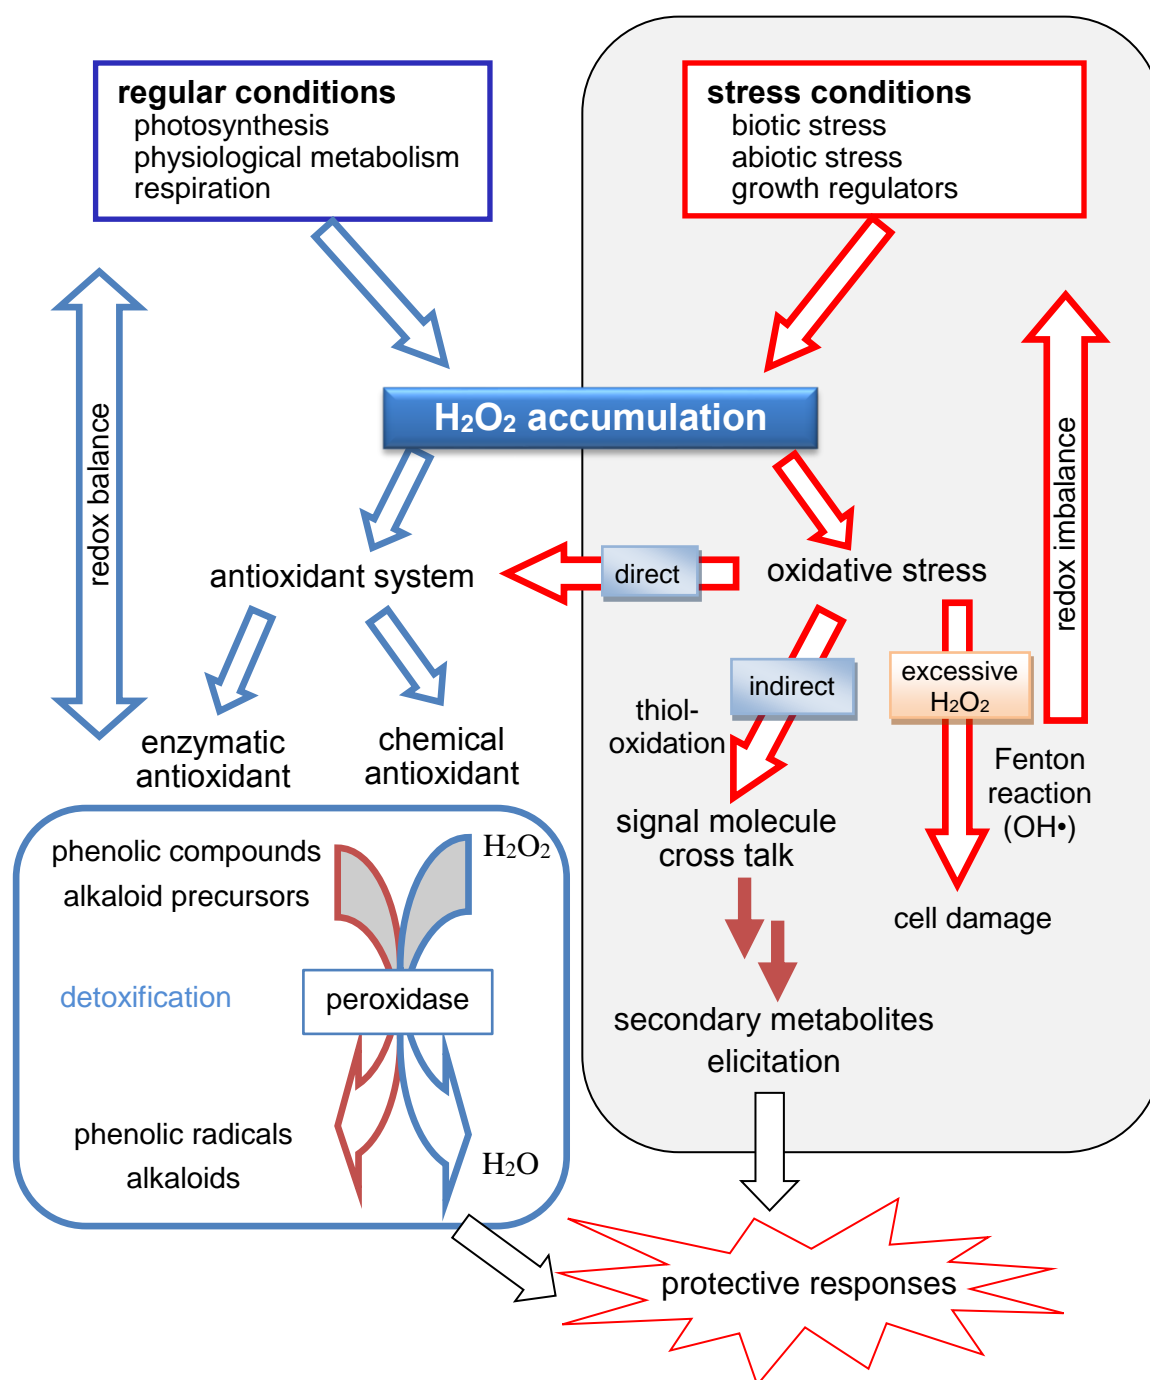 regular conditions
photosynthesis
physiological metabolism
respiration
stress conditions
biotic stress
abiotic stress
growth regulators
redox balance
H₂O₂ accumulation
redox imbalance
antioxidant system
direct
oxidative stress
indirect
excessive
H₂O₂
thiol-
oxidation
enzymatic
antioxidant
chemical
antioxidant
Fenton
reaction
(OH•)
signal molecule
cross talk
cell damage
phenolic compounds
alkaloid precursors
H₂O₂
detoxification
peroxidase
secondary metabolites
elicitation
phenolic radicals
alkaloids
H₂O
protective responses